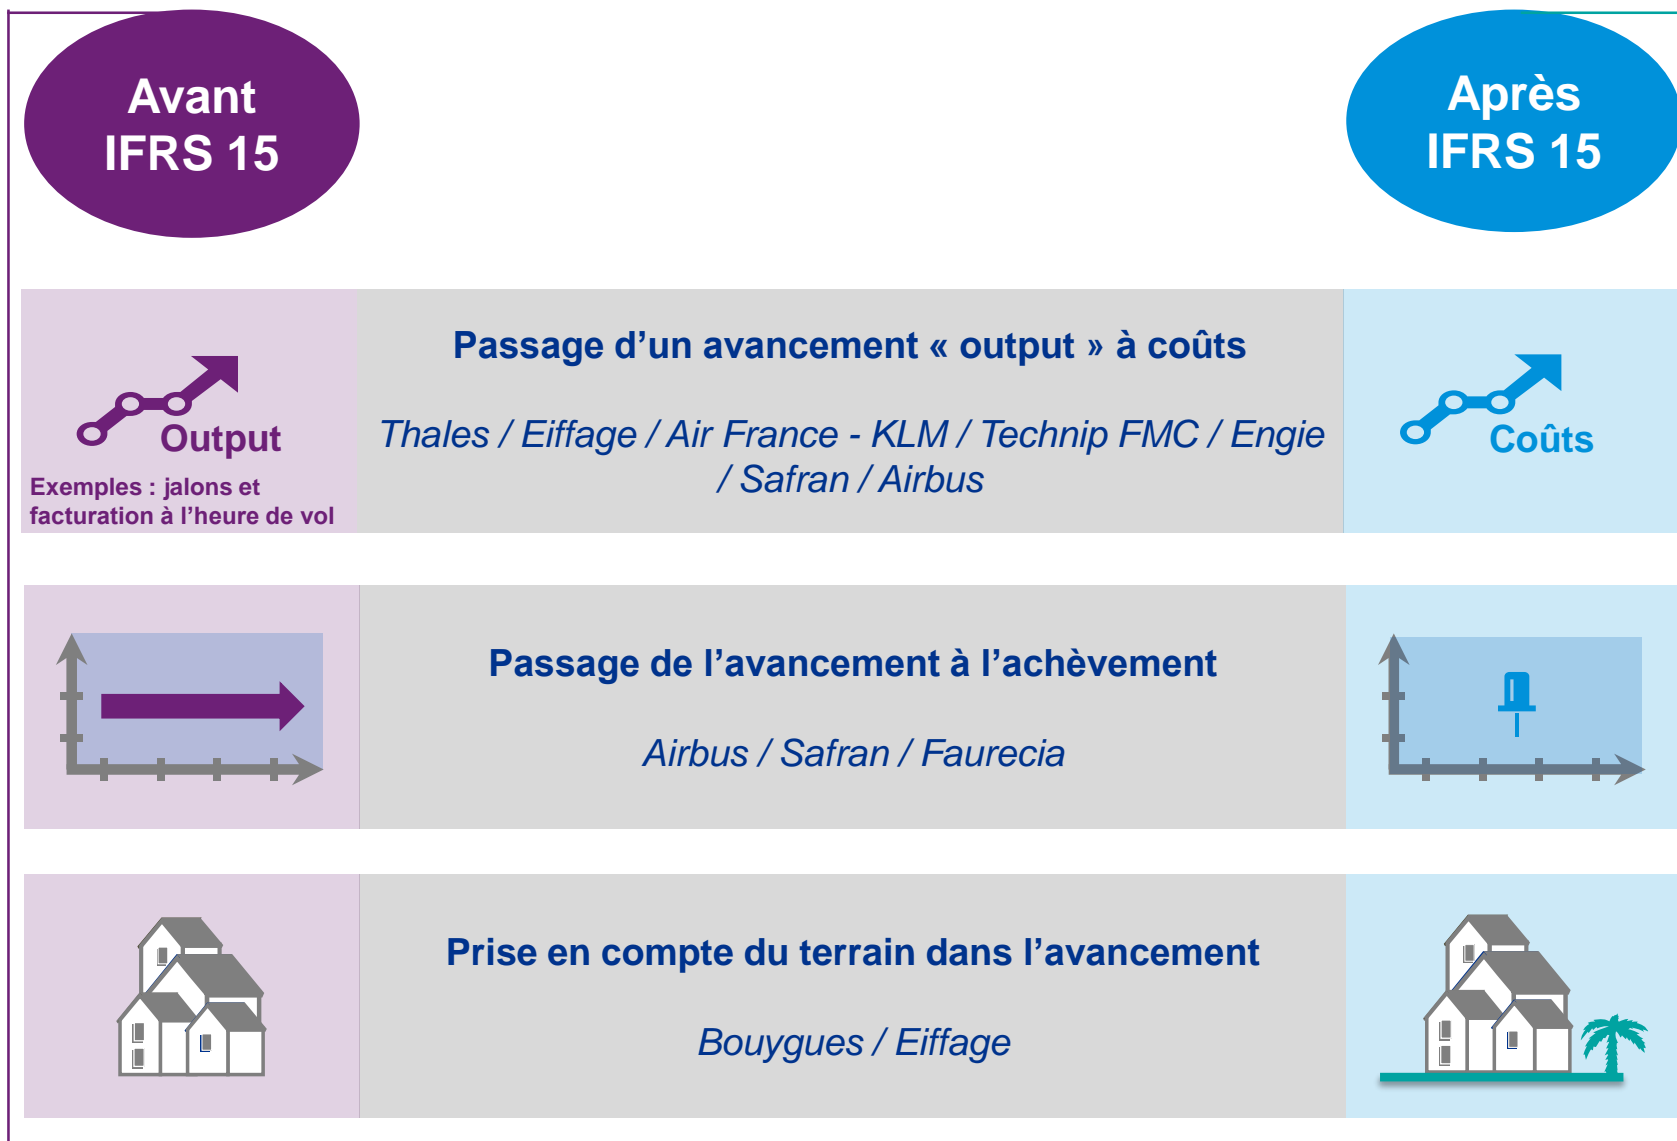 Avant
IFRS 15
Après
IFRS 15
Passage d’un avancement « output » à coûts
Thales / Eiffage / Air France - KLM / Technip FMC / Engie
/ Safran / Airbus
Output
Exemples : jalons et
facturation à l’heure de vol
Coûts
Passage de l’avancement à l’achèvement
Airbus / Safran / Faurecia
Prise en compte du terrain dans l’avancement
Bouygues / Eiffage